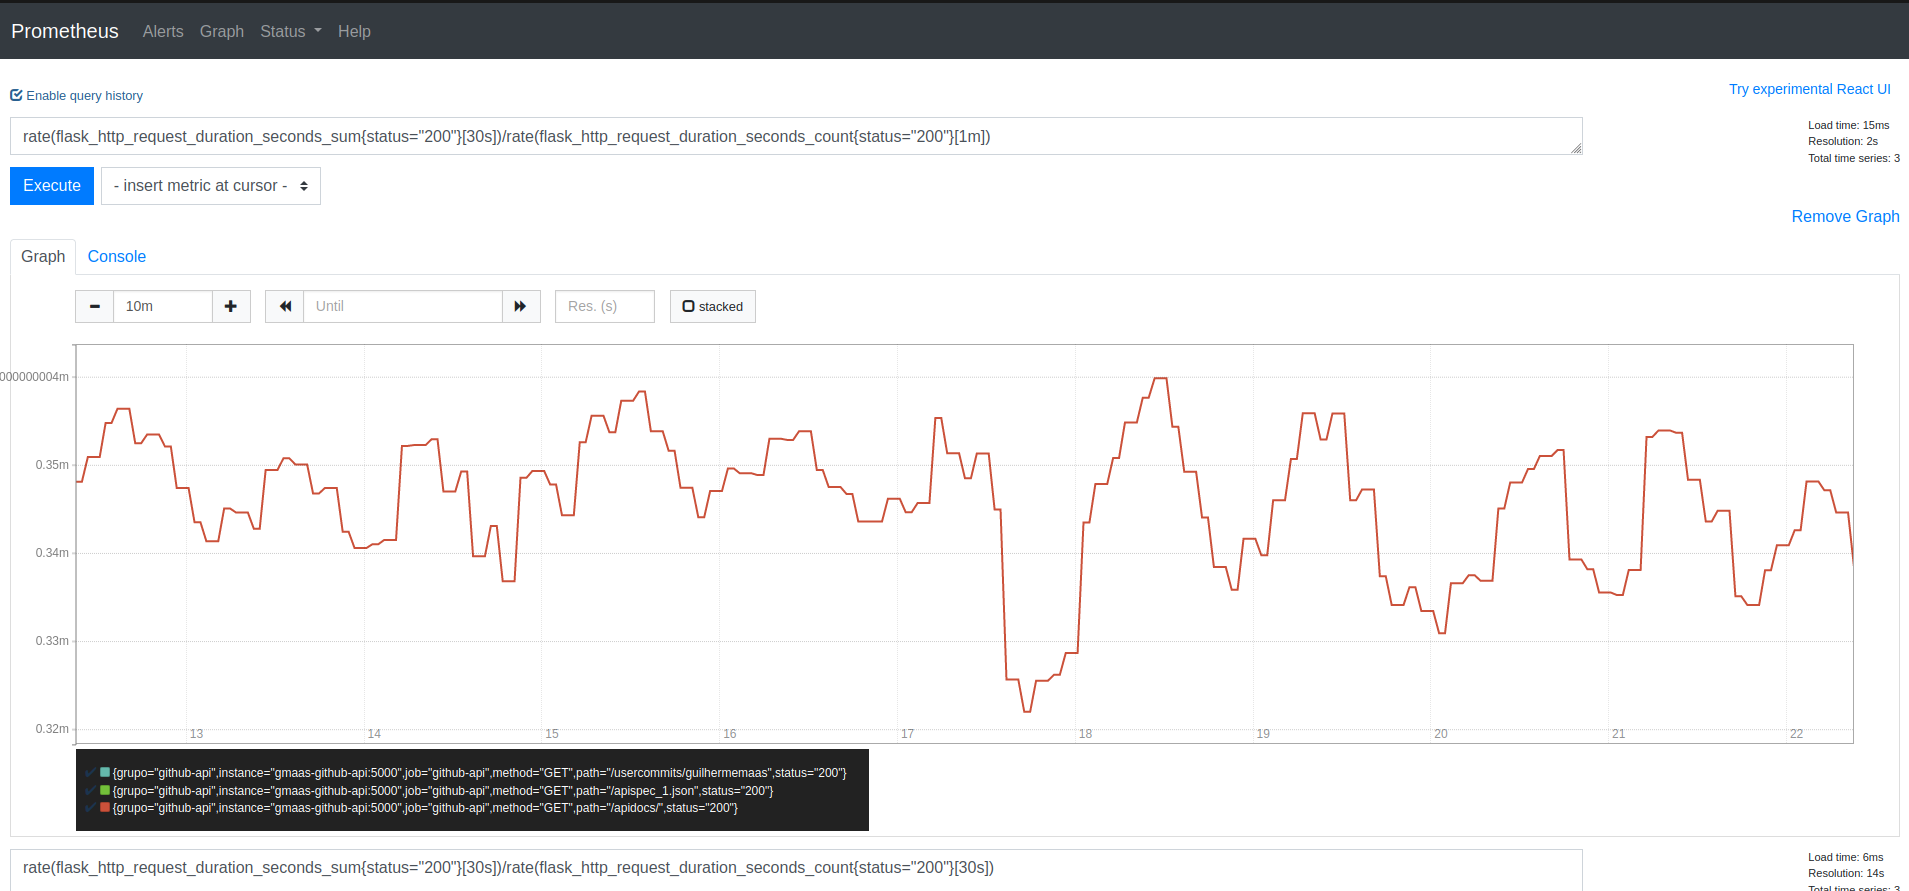 Prometheus Alerts Graph Status Help
Enable query history
Try experimental React UI
rate(flask_http_request_duration_seconds_sum{status="200"}[30s])/rate(flask_http_request_duration_seconds_count{status="200"}[1m])
Load time: 15ms
Resolution: 2s
Total time series: 3
Execute
- insert metric at cursor -
Remove Graph
Graph Console
10m
Until
Res. (s)
stacked
000000004m
0.35m
0.34m
0.33m
0.32m
13 14 15 16 17 18 19 20 21 22
{grupo="github-api",instance="gmaas-github-api:5000",job="github-api",method="GET",path="/usercommits/guilhermemaas",status="200"}
{grupo="github-api",instance="gmaas-github-api:5000",job="github-api",method="GET",path="/apispec_1.json",status="200"}
{grupo="github-api",instance="gmaas-github-api:5000",job="github-api",method="GET",path="/apidocs/",status="200"}
rate(flask_http_request_duration_seconds_sum{status="200"}[30s])/rate(flask_http_request_duration_seconds_count{status="200"}[30s])
Load time: 6ms
Resolution: 14s
Total time series: 3